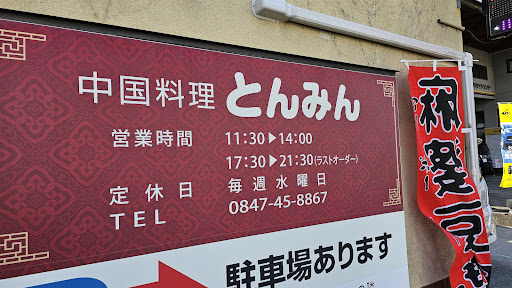 中国料理 とんみん
営業時間 11:30▶14:00
17:30▶21:30(ラストオーダー)
定休日 毎週水曜日
TEL 0847-45-8867
駐車場あります
麻婆豆腐